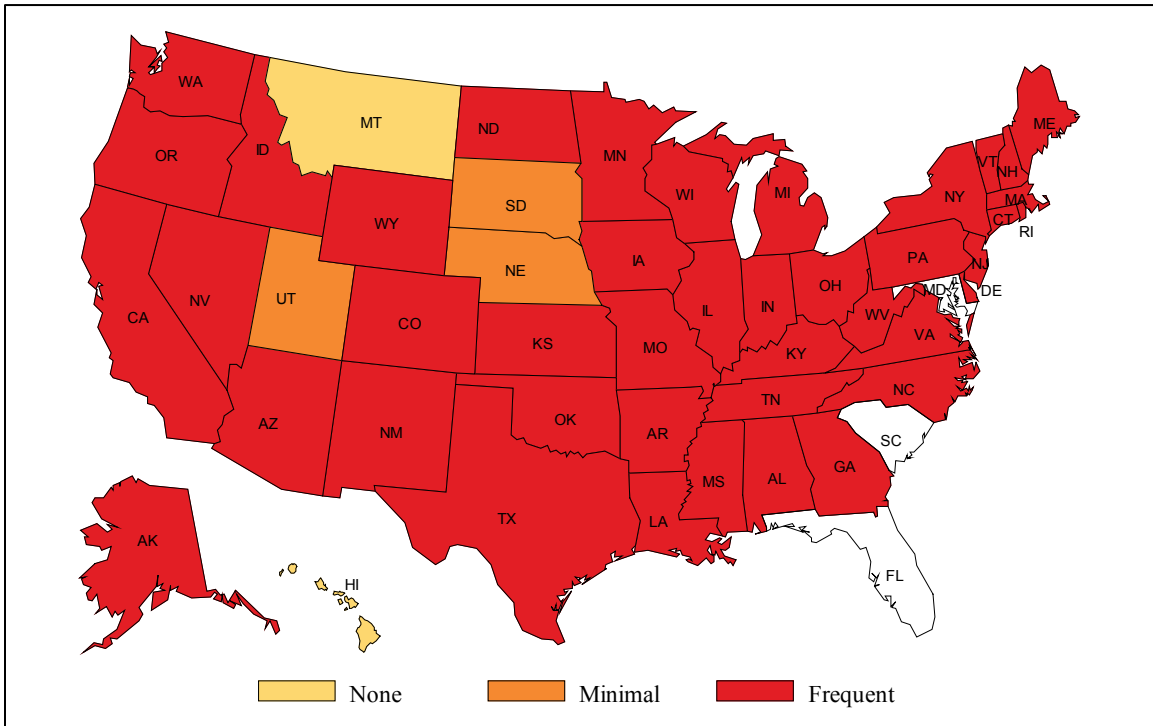 WA
MT
ND
ME
OR
ID
MN
VT
NH
WI
MI
NY
MA
SD
WY
CT
RI
IA
PA
NE
NJ
OH
MD
DE
NV
UT
IL
IN
WV
CA
CO
VA
KS
MO
KY
NC
TN
AZ
NM
OK
AR
SC
GA
MS
AL
TX
LA
AK
FL
HI
None
Minimal
Frequent